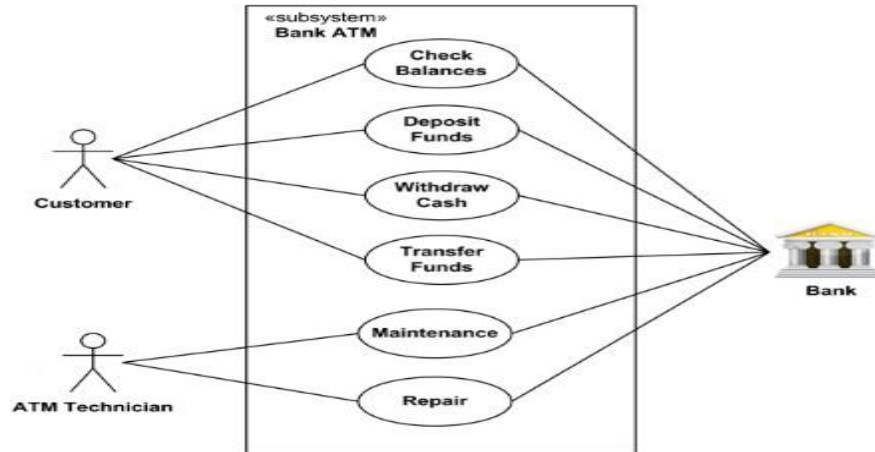 «subsystem»
Bank ATM
Check
Balances
Deposit
Funds
Customer
Withdraw
Cash
Transfer
Funds
Bank
Maintenance
ATM Technician
Repair